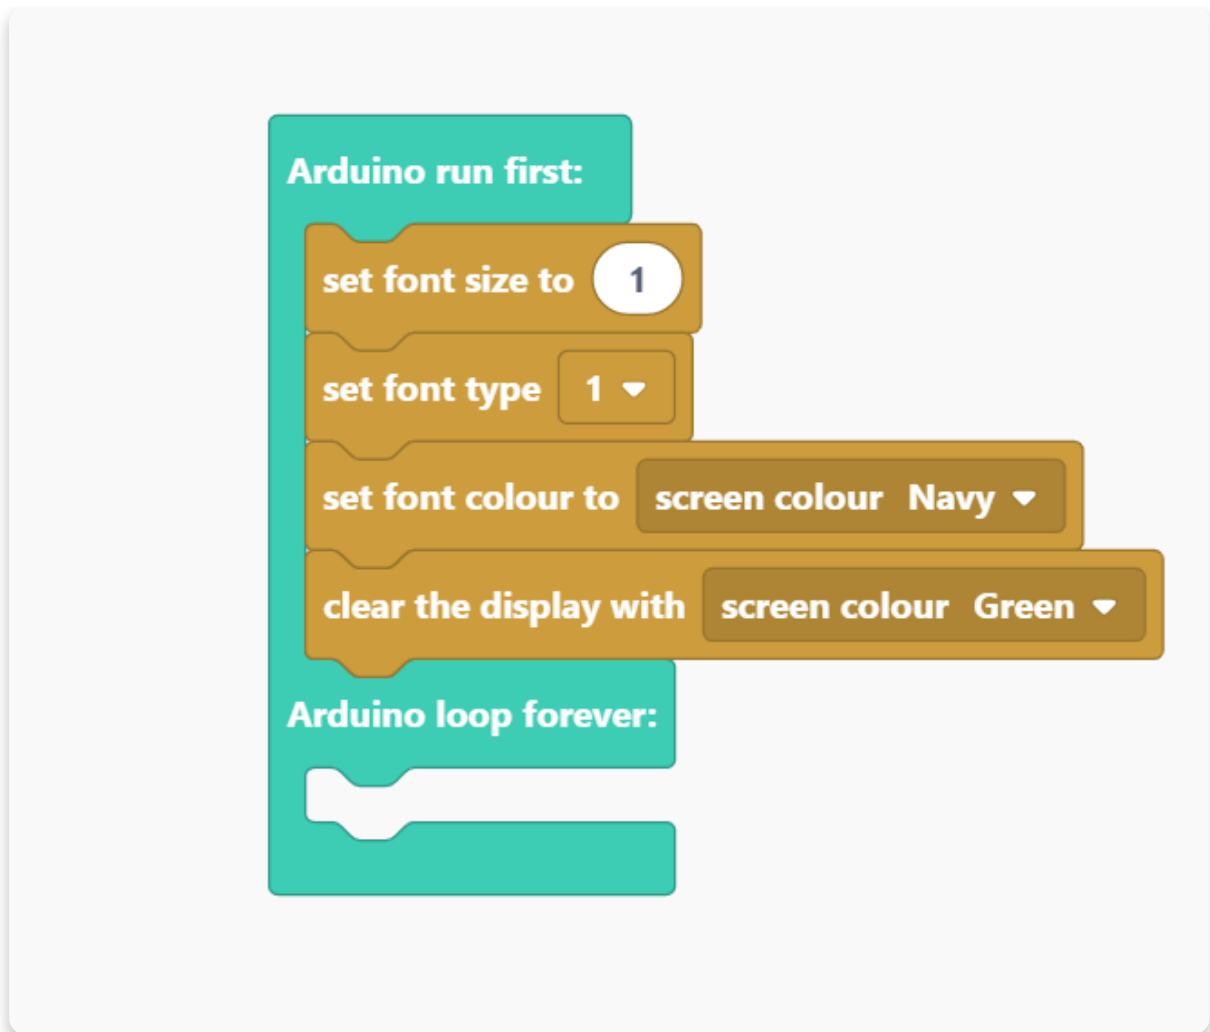 Arduino run first:
set font size to 1
set font type 1
set font colour to screen colour Navy
clear the display with screen colour Green
Arduino loop forever: